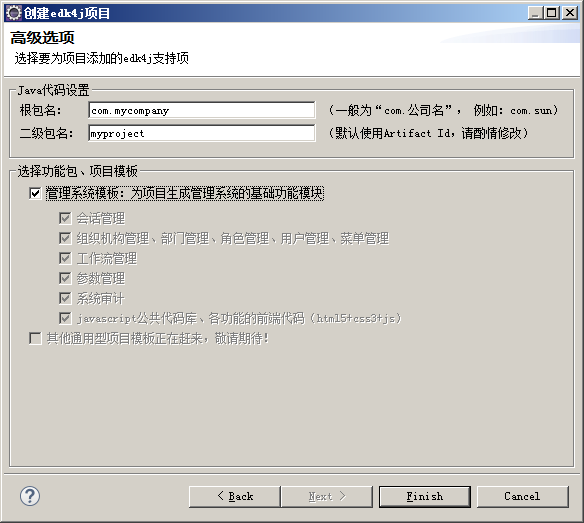 创建edk4j项目
高级选项
选择要为项目添加的edk4j支持项
Java代码设置
根包名： com.mycompany （一般为“com.公司名”， 例如：com.sun）
二级包名： myproject （默认使用Artifact Id，请酌情修改）
选择功能包、项目模板
管理系统模板：为项目生成管理系统的基础功能模块
会话管理
组织机构管理、部门管理、角色管理、用户管理、菜单管理
工作流管理
参数管理
系统审计
javascript公共代码库、各功能的前端代码（html5+css3+js）
其他通用型项目模板正在赶来，敬请期待！
? < Back Next > Finish Cancel